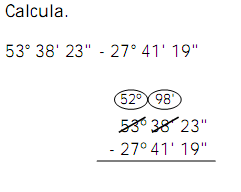 Calcula.
53° 38' 23" - 27° 41' 19"
52° 98'
53° 38' 23"
- 27° 41' 19"